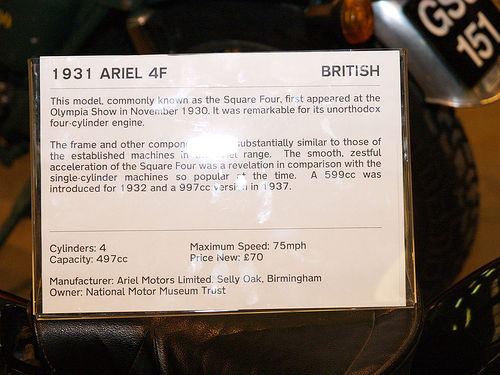 GS
151
1931 ARIEL 4F BRITISH
This model, commonly known as the Square Four, first appeared at the
Olympia Show in November 1930. It was remarkable for its unorthodox
four-cylinder engine.
The frame and other substantially similar to those of
the established machines in range. The smooth, zestful
acceleration of the Square Four was a revelation in comparison with the
single-cylinder machines so popular at the time. A 599cc was
introduced for 1932 and a 997cc version in 1937.
Cylinders: 4 Maximum Speed: 75mph
Capacity: 497cc Price New: £70
Manufacturer: Ariel Motors Limited, Selly Oak, Birmingham
Owner: National Motor Museum Trust